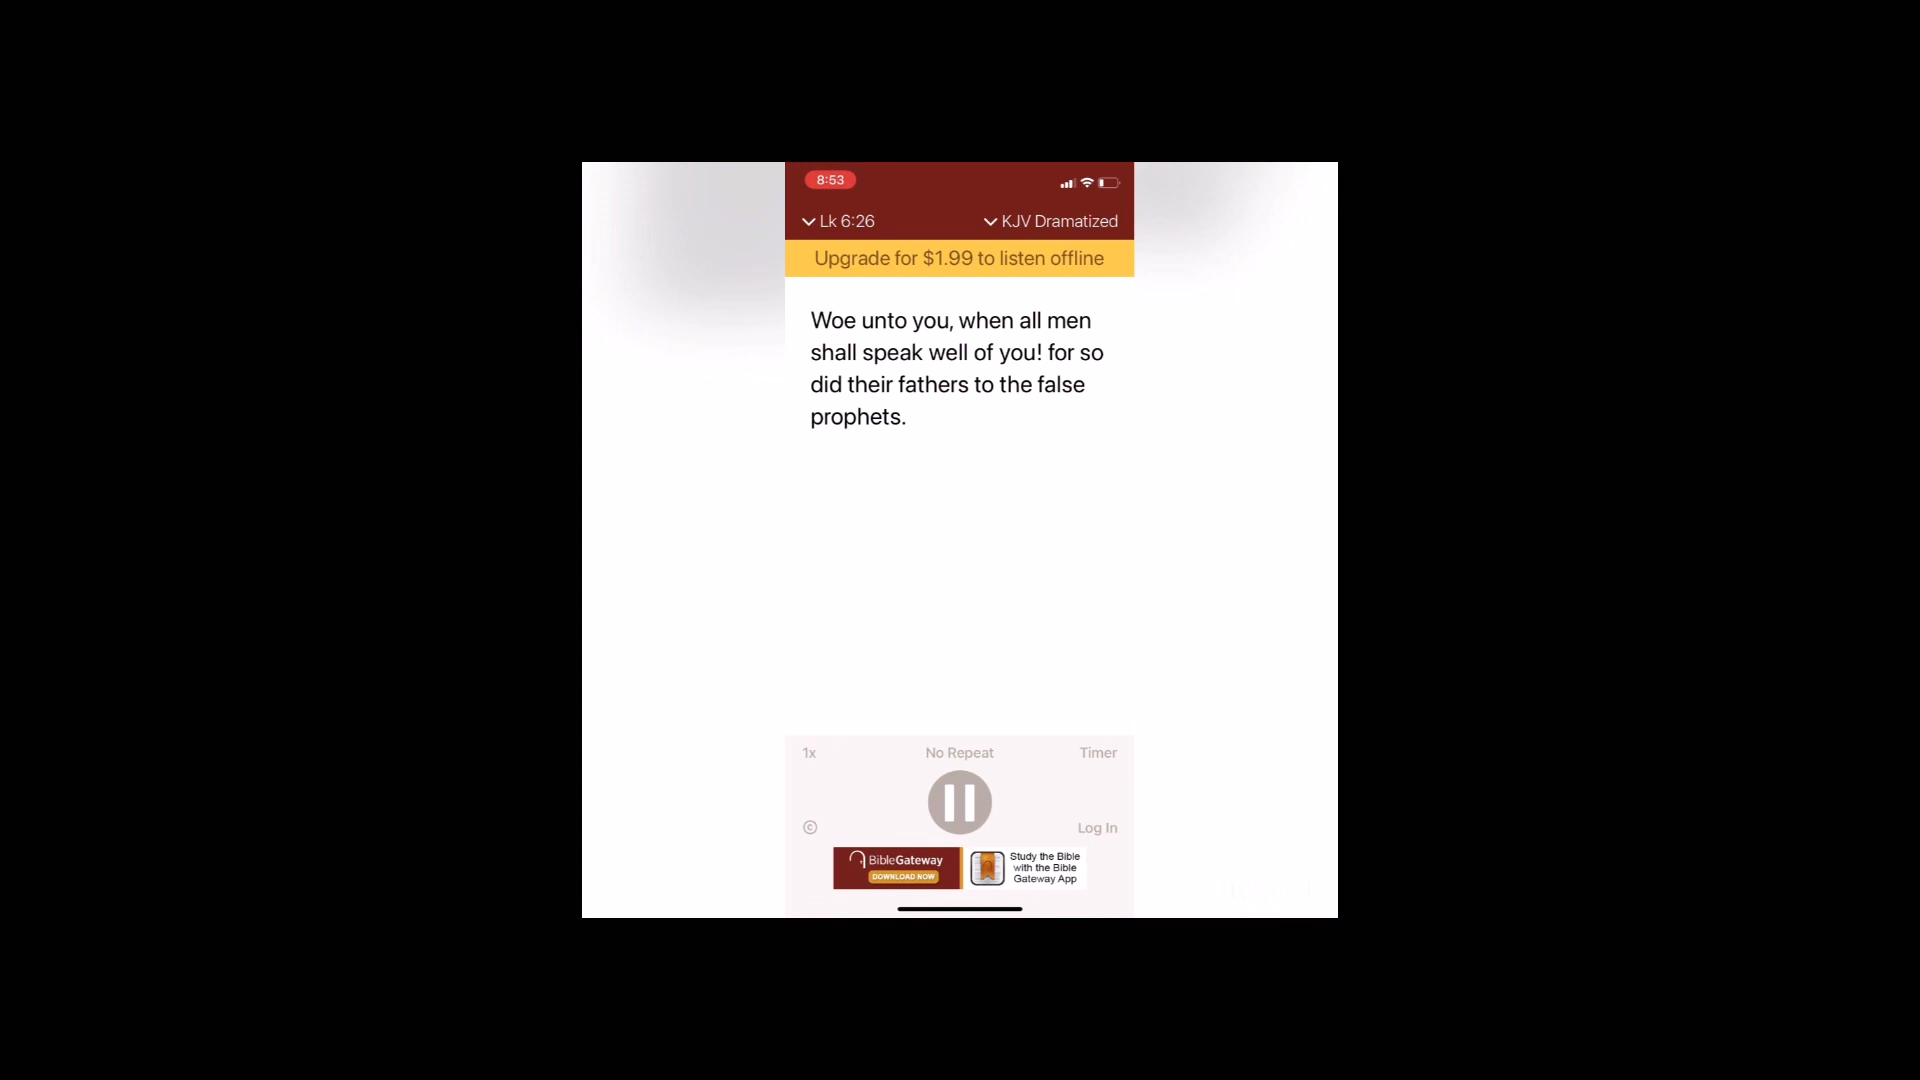 8:53
Lk 6:26
KJV Dramatized
Upgrade for $1.99 to listen offline
Woe unto you, when all men
shall speak well of you! for so
did their fathers to the false
prophets.
1x
No Repeat
Timer
©
Log In
BibleGateway
DOWNLOAD NOW
Study the Bible
with the Bible
Gateway App